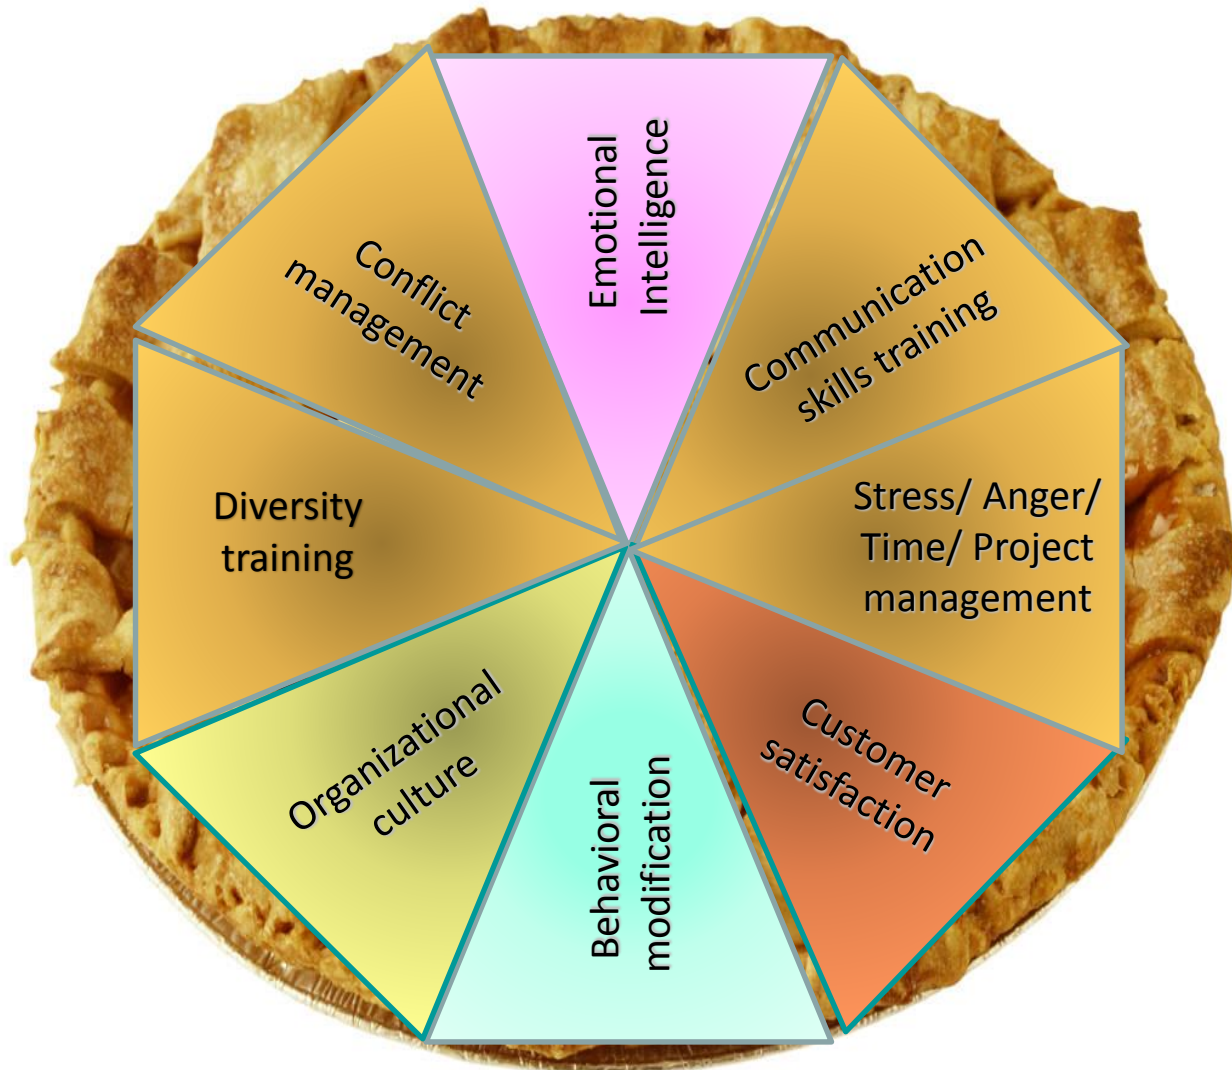 Emotional
Intelligence
Communication
skills training
Stress/ Anger/
Time/ Project
management
Customer
satisfaction
Behavioral
modification
Organizational
culture
Diversity
training
Conflict
management